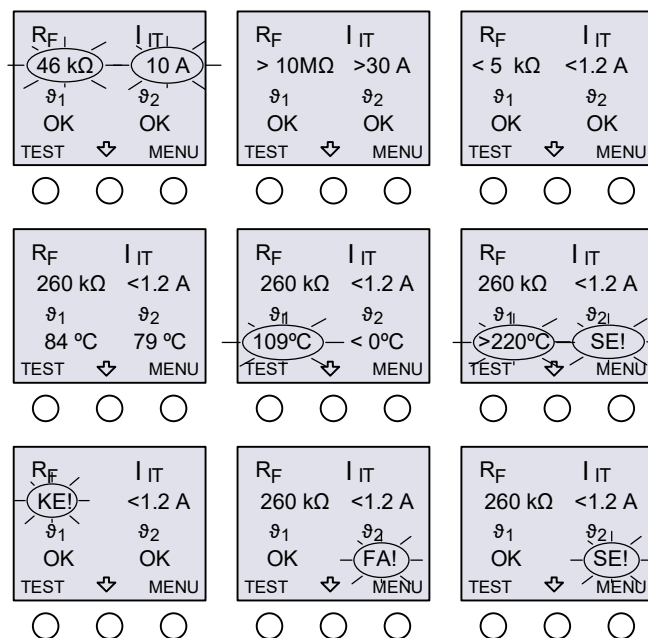 RF IIT
46 kΩ 10 A
ϑ1 ϑ2
OK OK
TEST MENU
RF IIT
> 10MΩ >30 A
ϑ1 ϑ2
OK OK
TEST MENU
RF IIT
< 5 kΩ <1.2 A
ϑ1 ϑ2
OK OK
TEST MENU
RF IIT
260 kΩ <1.2 A
ϑ1 ϑ2
84 ºC 79 ºC
TEST MENU
RF IIT
260 kΩ <1.2 A
ϑ1 ϑ2
109ºC < 0ºC
TEST MENU
RF IIT
260 kΩ <1.2 A
ϑ1 ϑ2
>220ºC SE!
TEST MENU
RF IIT
KE! <1.2 A
ϑ1 ϑ2
OK OK
TEST MENU
RF IIT
260 kΩ <1.2 A
ϑ1 ϑ2
OK FA!
TEST MENU
RF IIT
260 kΩ <1.2 A
ϑ1 ϑ2
OK SE!
TEST MENU